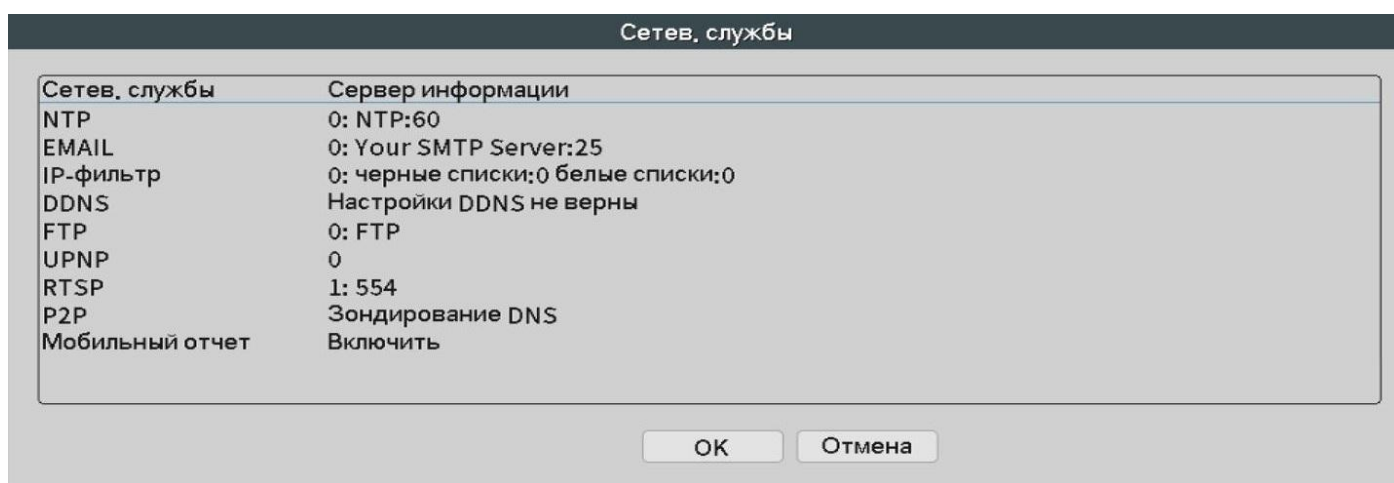 Сетев. службы
Сетев. службы Сервер информации
NTP 0: NTP:60
EMAIL 0: Your SMTP Server:25
IP-фильтр 0: черные списки:0 белые списки:0
DDNS Настройки DDNS не верны
FTP 0: FTP
UPNP 0
RTSP 1: 554
P2P Зондирование DNS
Мобильный отчет Включить
OK Отмена